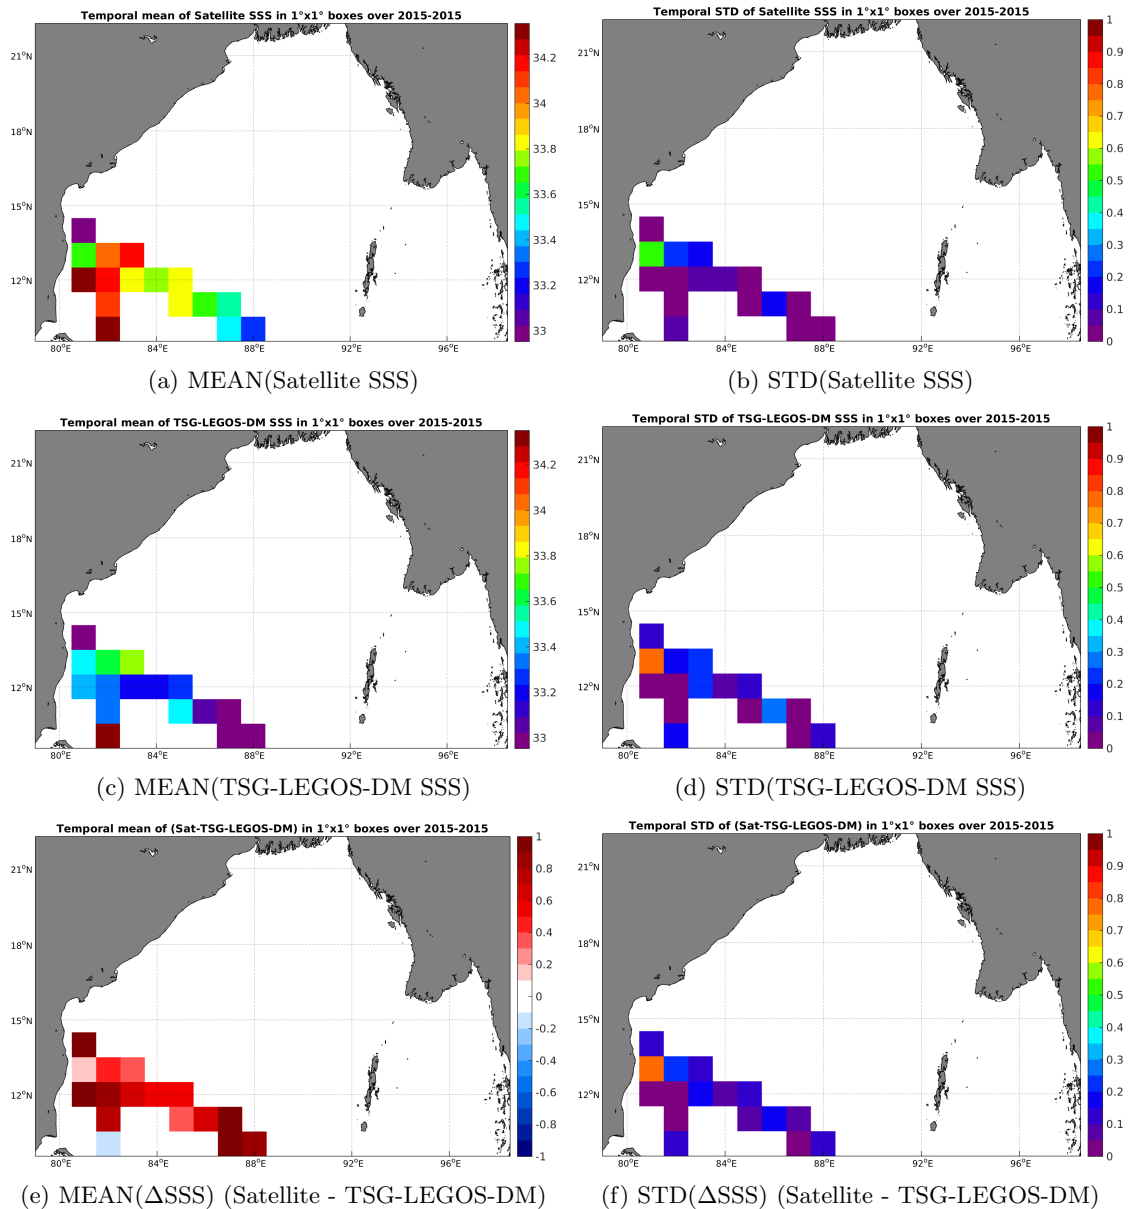 Temporal mean of Satellite SSS in 1°x1° boxes over 2015-2015
21°N
18°N
15°N
12°N
80°E
84°E
88°E
92°E
96°E
34.2
34
33.8
33.6
33.4
33.2
33
(a) MEAN(Satellite SSS)
Temporal STD of Satellite SSS in 1°x1° boxes over 2015-2015
21°N
18°N
15°N
12°N
80°E
84°E
88°E
92°E
96°E
1
0.9
0.8
0.7
0.6
0.5
0.4
0.3
0.2
0.1
0
(b) STD(Satellite SSS)
Temporal mean of TSG-LEGOS-DM SSS in 1°x1° boxes over 2015-2015
21°N
18°N
15°N
12°N
80°E
84°E
88°E
92°E
96°E
34.2
34
33.8
33.6
33.4
33.2
33
(c) MEAN(TSG-LEGOS-DM SSS)
Temporal STD of TSG-LEGOS-DM SSS in 1°x1° boxes over 2015-2015
21°N
18°N
15°N
12°N
80°E
84°E
88°E
92°E
96°E
1
0.9
0.8
0.7
0.6
0.5
0.4
0.3
0.2
0.1
0
(d) STD(TSG-LEGOS-DM SSS)
Temporal mean of (Sat-TSG-LEGOS-DM) in 1°x1° boxes over 2015-2015
21°N
18°N
15°N
12°N
80°E
84°E
88°E
92°E
96°E
1
0.8
0.6
0.4
0.2
0
-0.2
-0.4
-0.6
-0.8
-1
(e) MEAN(ΔSSS) (Satellite - TSG-LEGOS-DM)
Temporal STD of (Sat-TSG-LEGOS-DM) in 1°x1° boxes over 2015-2015
21°N
18°N
15°N
12°N
80°E
84°E
88°E
92°E
96°E
1
0.9
0.8
0.7
0.6
0.5
0.4
0.3
0.2
0.1
0
(f) STD(ΔSSS) (Satellite - TSG-LEGOS-DM)